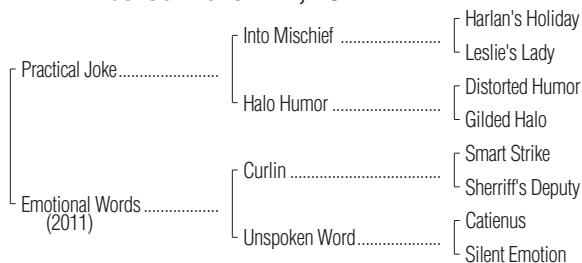 Harlan's Holiday
Into Mischief ......................
Leslie's Lady
Practical Joke......................
Distorted Humor
Halo Humor ........................
Gilded Halo
Smart Strike
Curlin .................................
Sherriff's Deputy
Emotional Words ................
(2011)
Catienus
Unspoken Word..................
Silent Emotion